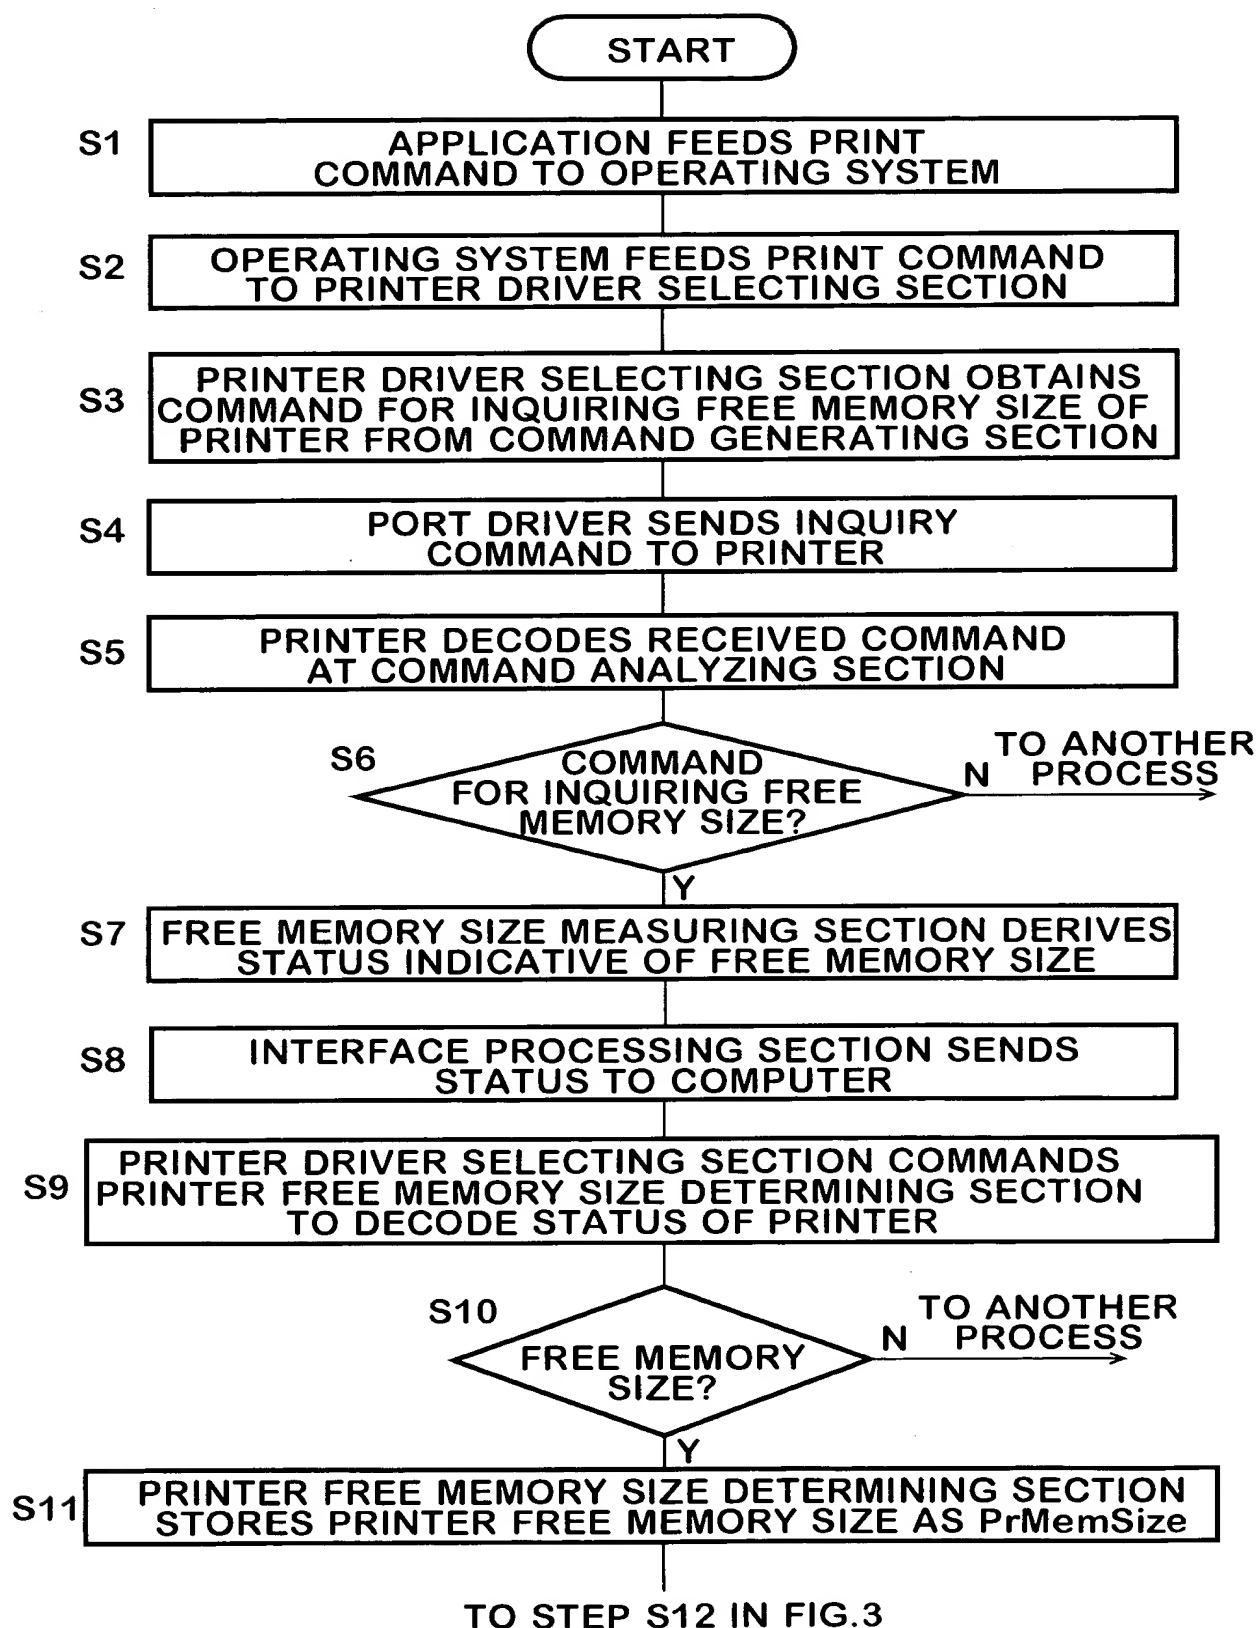 START
S1
APPLICATION FEEDS PRINT
COMMAND TO OPERATING SYSTEM
S2
OPERATING SYSTEM FEEDS PRINT COMMAND
TO PRINTER DRIVER SELECTING SECTION
S3
PRINTER DRIVER SELECTING SECTION OBTAINS
COMMAND FOR INQUIRING FREE MEMORY SIZE OF
PRINTER FROM COMMAND GENERATING SECTION
S4
PORT DRIVER SENDS INQUIRY
COMMAND TO PRINTER
S5
PRINTER DECODES RECEIVED COMMAND
AT COMMAND ANALYZING SECTION
S6
COMMAND
FOR INQUIRING FREE
MEMORY SIZE?
N
TO ANOTHER
PROCESS
Y
S7
FREE MEMORY SIZE MEASURING SECTION DERIVES
STATUS INDICATIVE OF FREE MEMORY SIZE
S8
INTERFACE PROCESSING SECTION SENDS
STATUS TO COMPUTER
S9
PRINTER DRIVER SELECTING SECTION COMMANDS
PRINTER FREE MEMORY SIZE DETERMINING SECTION
TO DECODE STATUS OF PRINTER
S10
FREE MEMORY
SIZE?
N
TO ANOTHER
PROCESS
Y
S11
PRINTER FREE MEMORY SIZE DETERMINING SECTION
STORES PRINTER FREE MEMORY SIZE AS PrMemSize
TO STEP S12 IN FIG.3